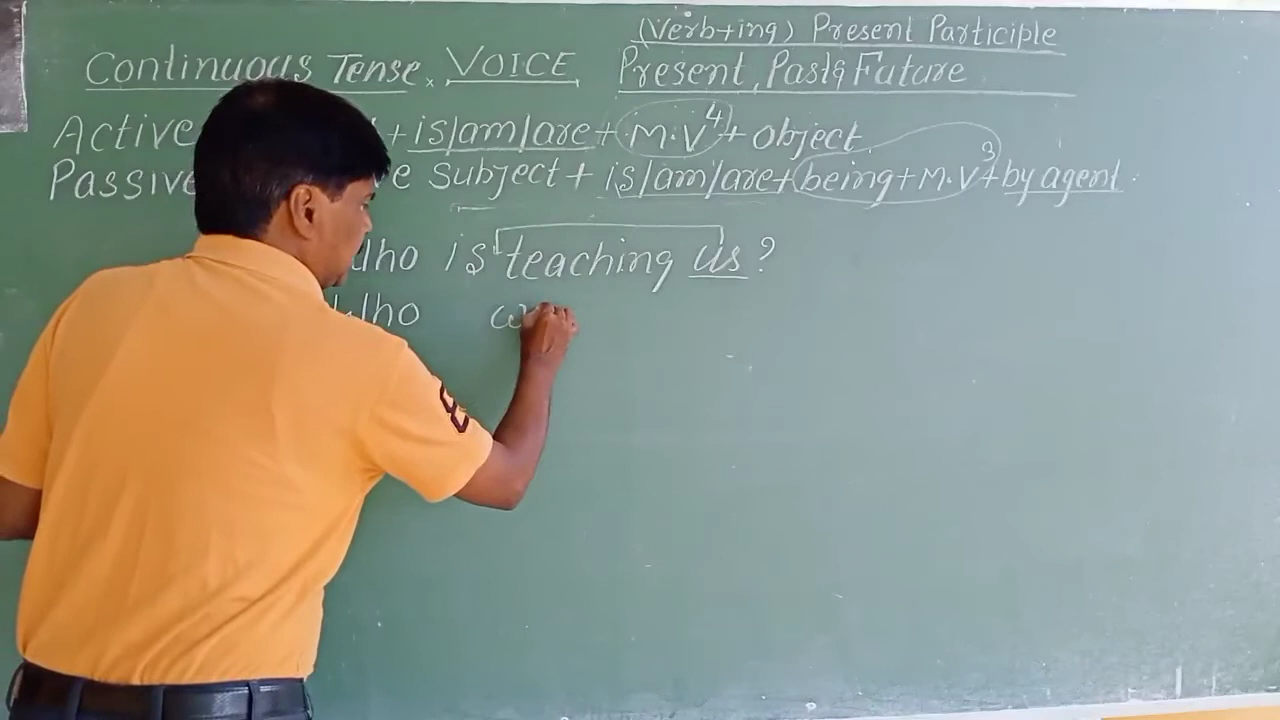 (Verb+ing) Present Participle
Continuous Tense, VOICE Present, Past & Future
Active + is/am/are + M.V⁴ + object
Passive subject + is/am/are + being + M.V³ + by agent.
Who is teaching us?
Who